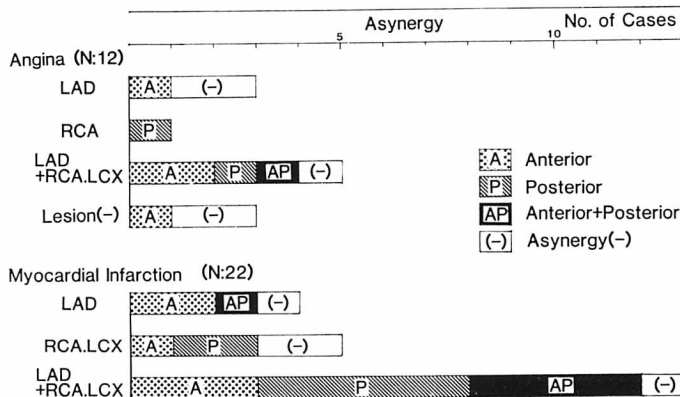 Asynergy No. of Cases
5 10
Angina (N:12)
LAD A (-)
RCA P
LAD
+RCA.LCX A P AP (-)
Lesion(-) A (-)
A Anterior
P Posterior
AP Anterior+Posterior
(-) Asynergy(-)
Myocardial Infarction (N:22)
LAD A AP (-)
RCA.LCX A P (-)
LAD
+RCA.LCX A P AP (-)